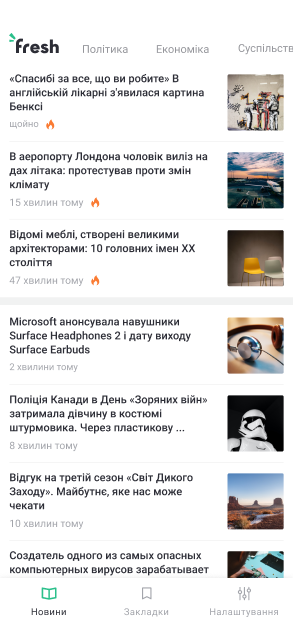 fresh Політика Економіка Суспільств
«Спасибі за все, що ви робите» В
англійській лікарні з'явилася картина
Бенксі
щойно
В аеропорту Лондона чоловік виліз на
дах літака: протестував проти змін
клімату
15 хвилин тому
Відомі меблі, створені великими
архітекторами: 10 головних імен XX
століття
47 хвилин тому
Microsoft анонсувала навушники
Surface Headphones 2 і дату виходу
Surface Earbuds
2 хвилини тому
Поліція Канади в День «Зоряних війн»
затримала дівчину в костюмі
штурмовика. Через пластикову ...
8 хвилин тому
Відгук на третій сезон «Світ Дикого
Заходу». Майбутнє, яке нас може
чекати
10 хвилин тому
Создатель одного из самых опасных
компьютерных вирусов зарабатывает
Новини Закладки Налаштування